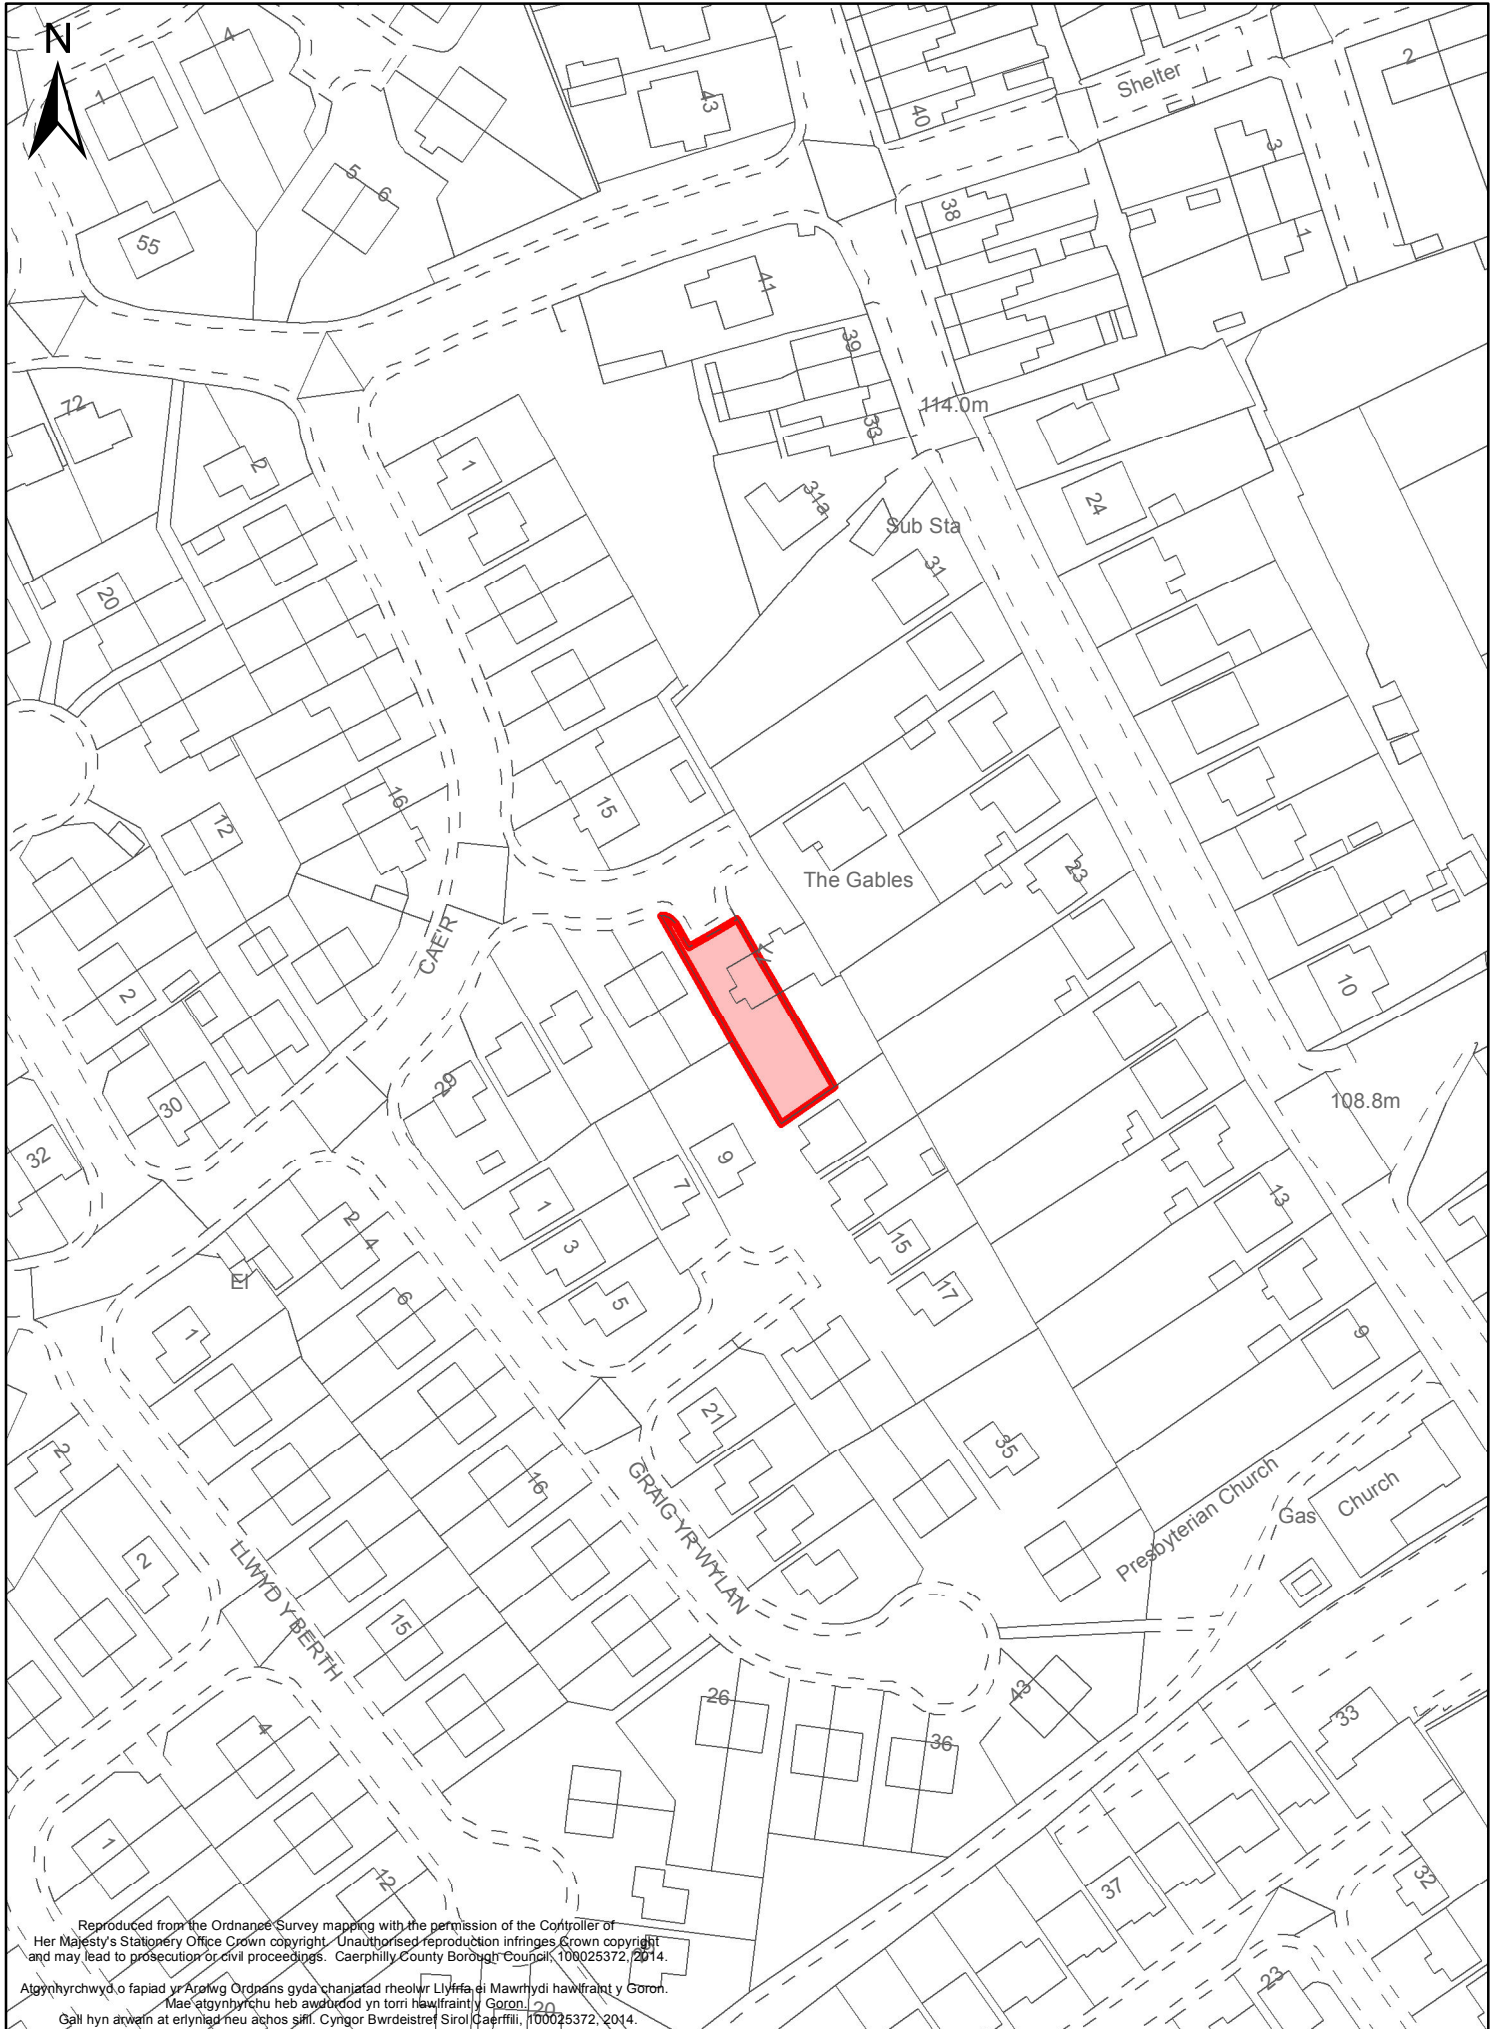 N
4
1
43
40
Shelter
2
5
6
3
55
38
1
41
39
72
2
1
114.0m
33
31a
24
Sub Sta
31
20
16
15
12
The Gables
23
CAE'R
2
10
29
30
108.8m
32
9
7
1
13
2
3
4
15
EI
17
6
5
1
9
21
35
2
GRAIG YR WYLAN
16
Presbyterian Church
Church
Gas
LLWYD Y BERTH
2
15
43
26
33
36
4
1
12
37
32
Reproduced from the Ordnance Survey mapping with the permission of the Controller of
Her Majesty's Stationery Office Crown copyright. Unauthorised reproduction infringes Crown copyright
and may lead to prosecution or civil proceedings. Caerphilly County Borough Council, 100025372, 2014.
23
Atgynhyrchwyd o fapiad yr Arolwg Ordnans gyda chaniatad rheolwr Llyfrfa ei Mawrhydi hawlfraint y Goron.
Mae atgynhyrchu heb awdurdod yn torri hawlfraint y Goron.
20
Gall hyn arwain at erlyniad neu achos sifil. Cyngor Bwrdeistref Sirol Caerffili, 100025372, 2014.